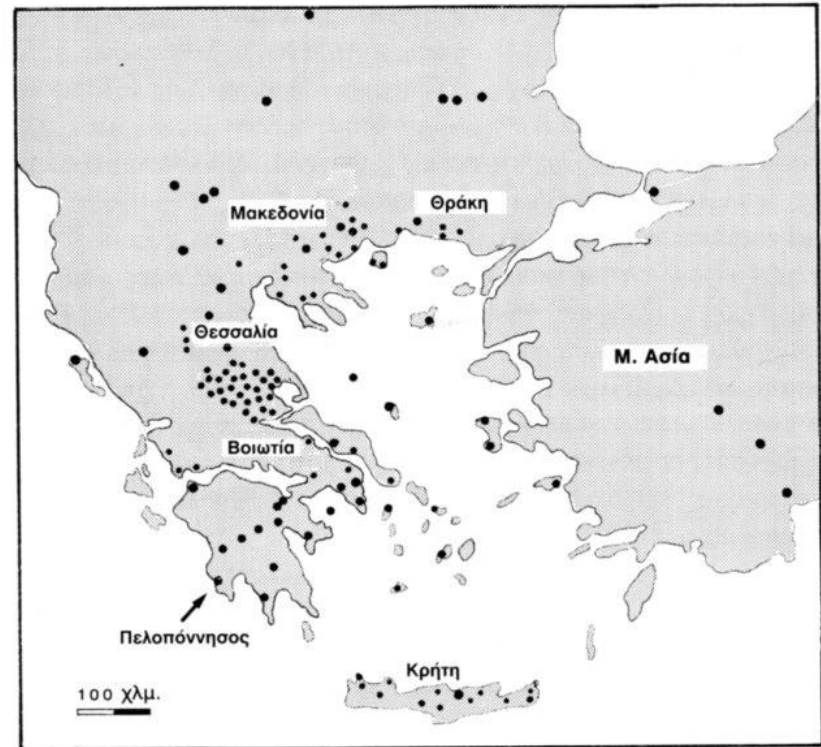 Θράκη
Μακεδονία
Θεσσαλία
Μ. Ασία
Βοιωτία
Πελοπόννησος
Κρήτη
100 χλμ.